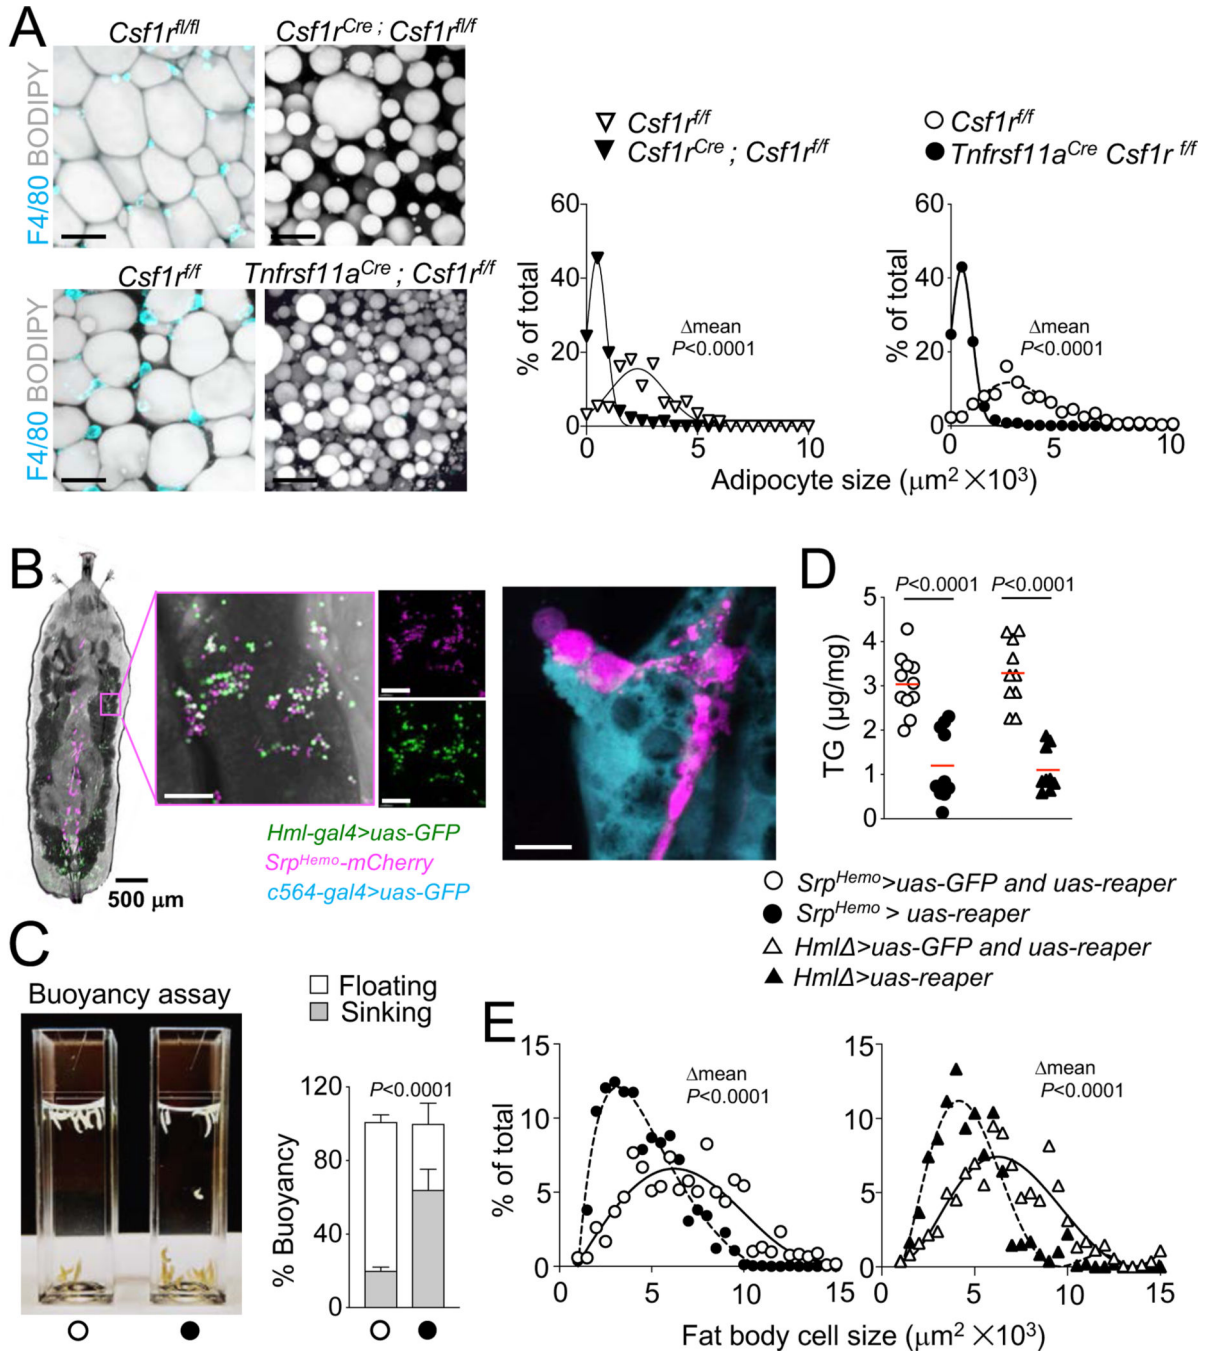 A
Csf1r^fl/fl
Csf1r^Cre ; Csf1r^fl/f
F4/80 BODIPY
Csf1r^f/f
Tnfrsf11a^Cre ; Csf1r^f/f
F4/80 BODIPY
▽ Csf1r^f/f
▼ Csf1r^Cre ; Csf1r^f/f
○ Csf1r^f/f
● Tnfrsf11a^Cre Csf1r^f/f
% of total
60
40
20
0
Δmean
P<0.0001
0 5 10
% of total
60
40
20
0
Δmean
P<0.0001
0 5 10
Adipocyte size (μm² ×10³)
B
500 μm
Hml-gal4>uas-GFP
Srp^Hemo-mCherry
c564-gal4>uas-GFP
D
P<0.0001 P<0.0001
TG (μg/mg)
5
4
3
2
1
0
○ Srp^Hemo>uas-GFP and uas-reaper
● Srp^Hemo > uas-reaper
△ HmlΔ>uas-GFP and uas-reaper
▲ HmlΔ>uas-reaper
C
Buoyancy assay
Floating
Sinking
% Buoyancy
120
80
40
0
P<0.0001
E
% of total
15
10
5
0
Δmean
P<0.0001
5 10 15
15
10
5
0
Δmean
P<0.0001
5 10 15
Fat body cell size (μm² ×10³)